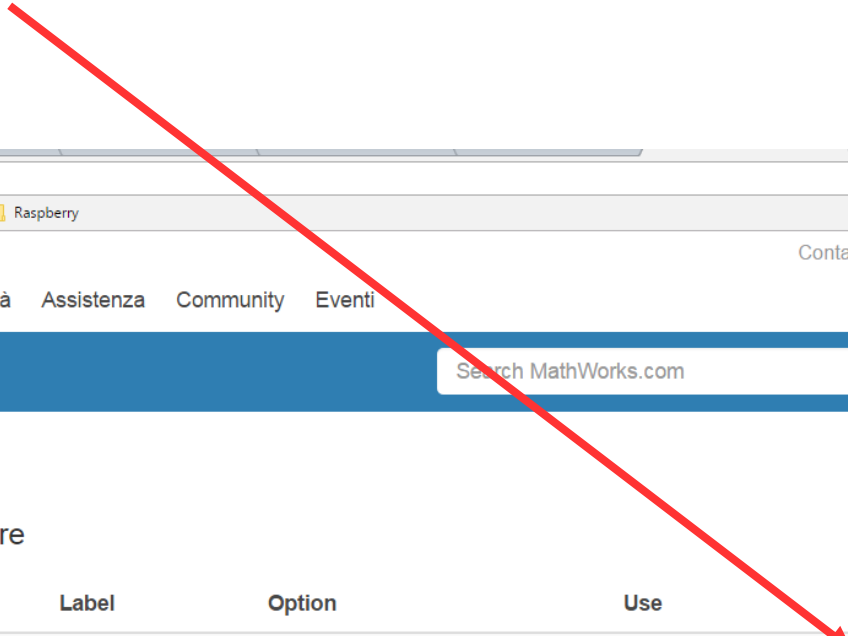 Raspberry
Conta
à Assistenza Community Eventi
Search MathWorks.com
re
Label Option Use